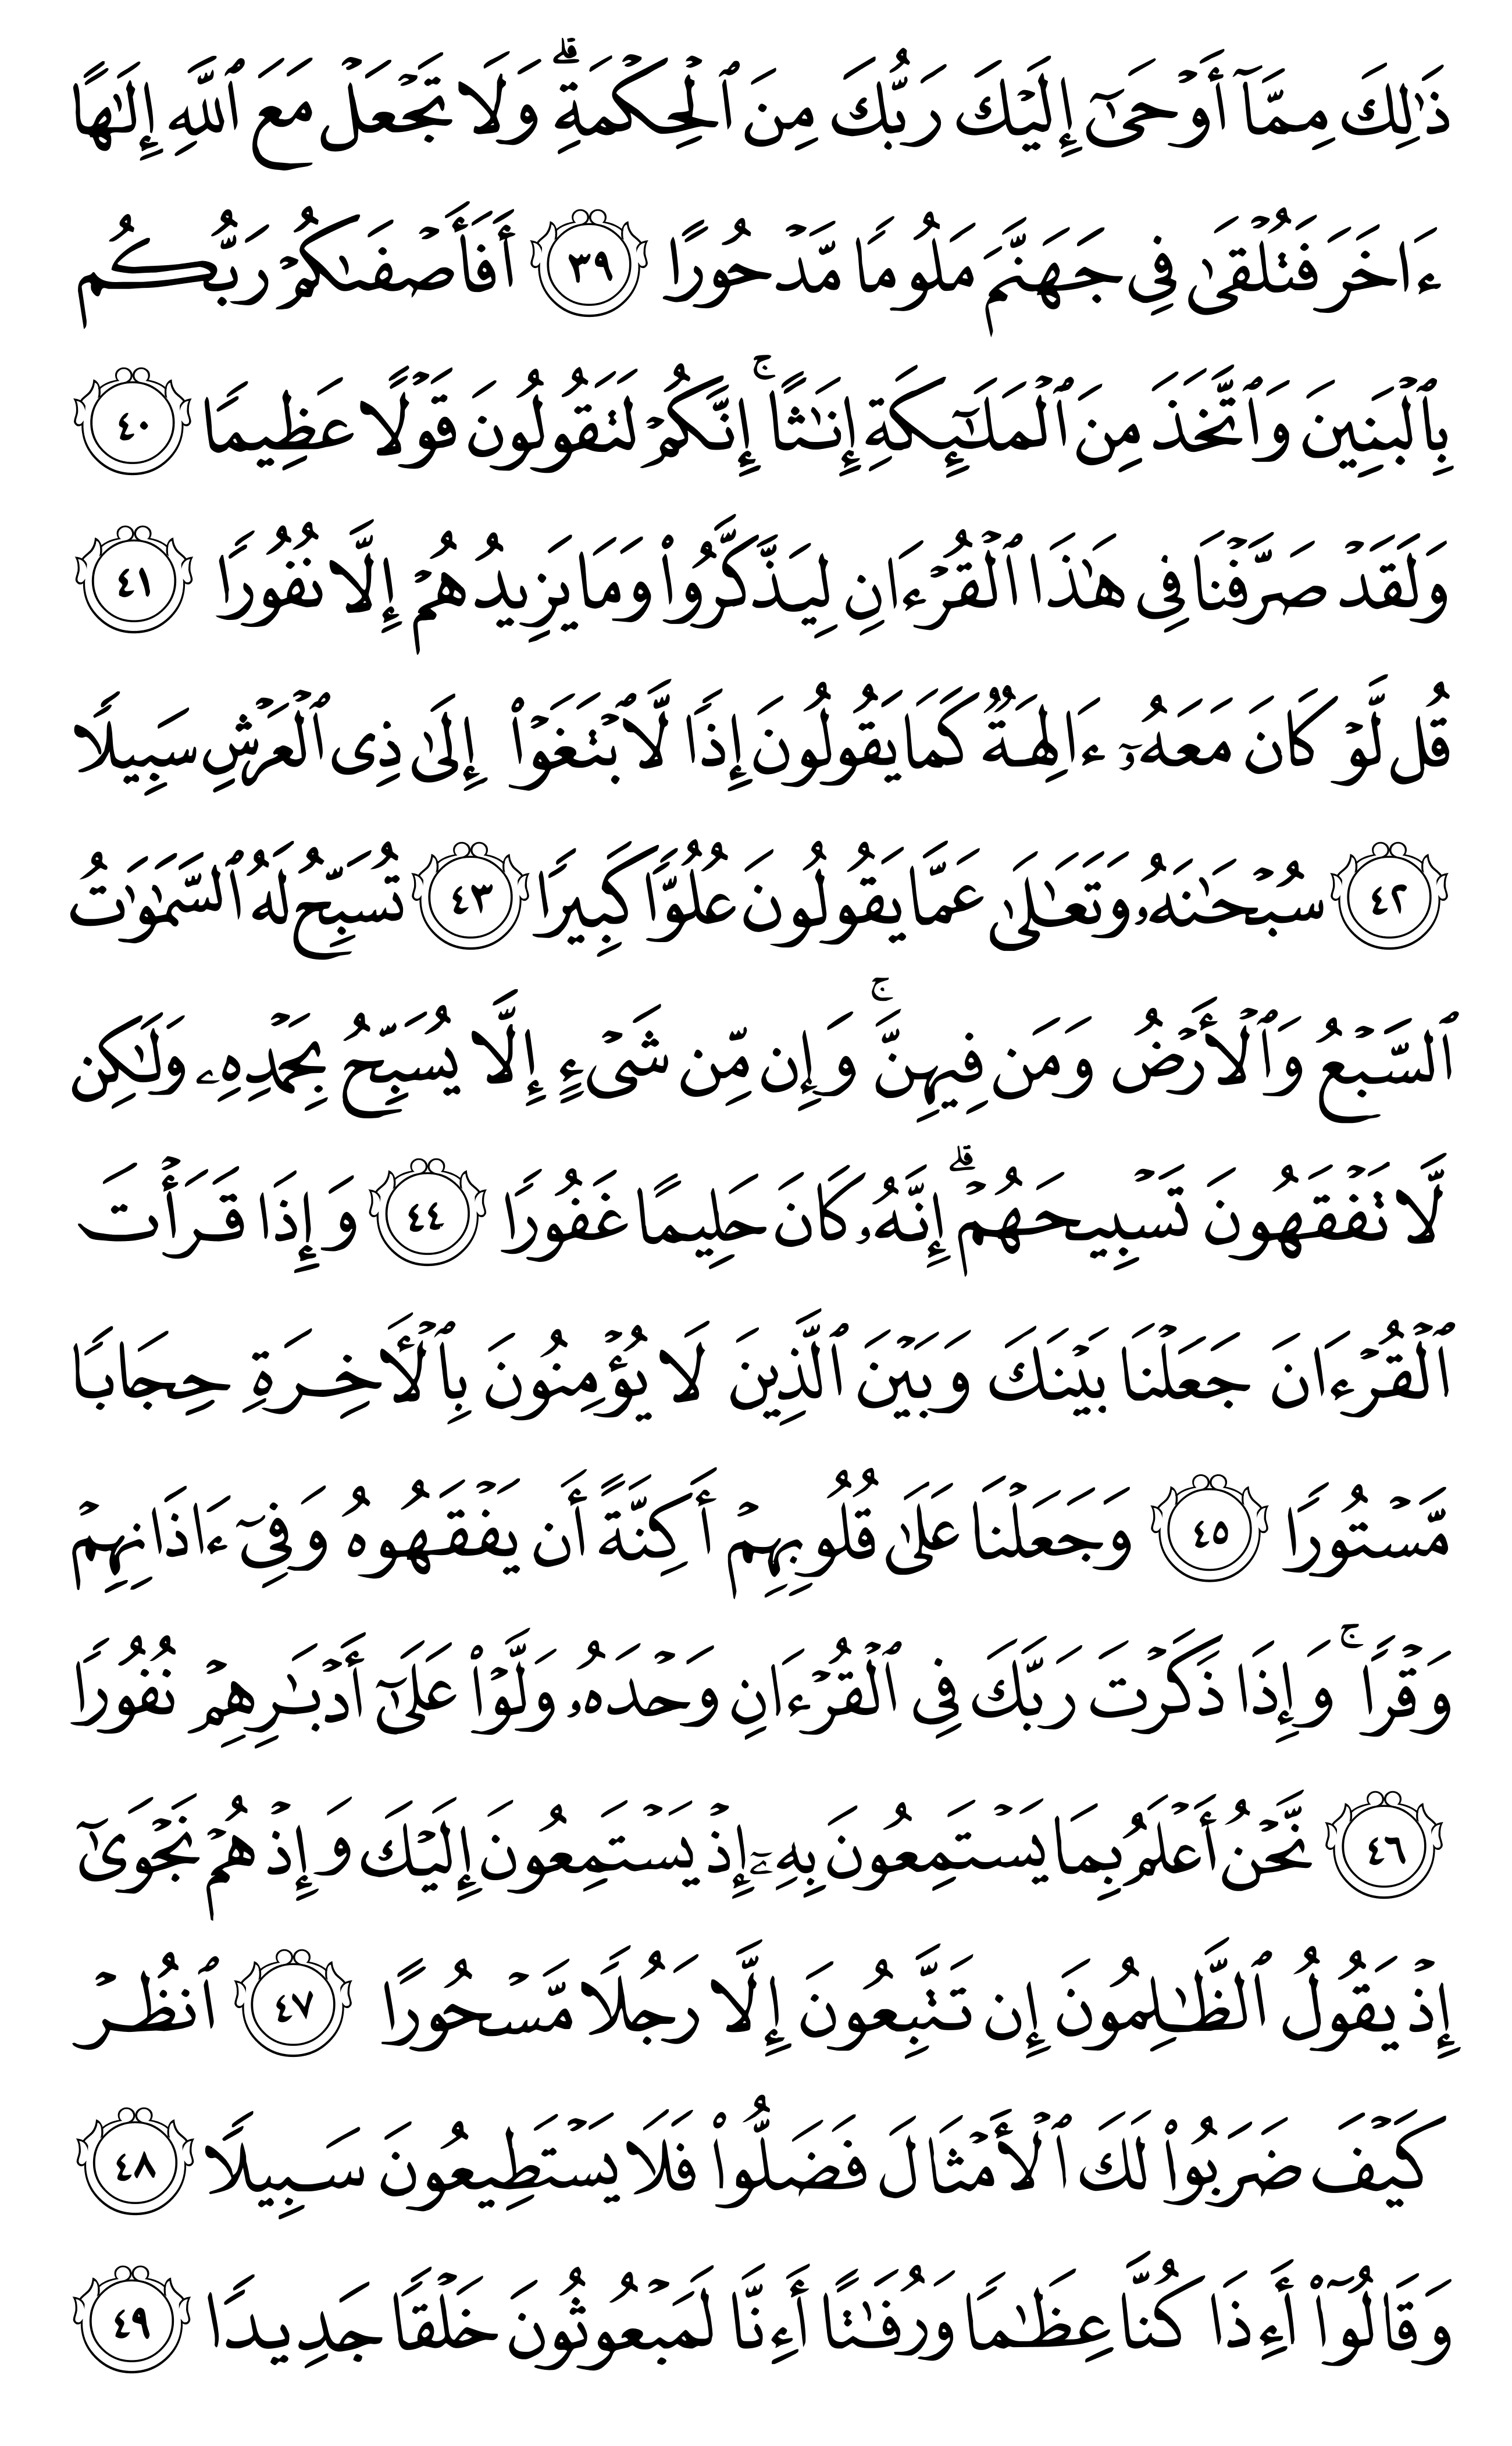 ذَٰلِكَ مِمَّآ أَوۡحَىٰٓ إِلَيۡكَ رَبُّكَ مِنَ ٱلۡحِكۡمَةِۗ وَلَا تَجۡعَلۡ مَعَ ٱللَّهِ إِلَٰهًا
ءَاخَرَ فَتُلۡقَىٰ فِي جَهَنَّمَ مَلُومٗا مَّدۡحُورًا ٣٩ أَفَأَصۡفَىٰكُمۡ رَبُّكُم
بِٱلۡبَنِينَ وَٱتَّخَذَ مِنَ ٱلۡمَلَٰٓئِكَةِ إِنَٰثًاۚ إِنَّكُمۡ لَتَقُولُونَ قَوۡلًا عَظِيمٗا ٤٠
وَلَقَدۡ صَرَّفۡنَا فِي هَٰذَا ٱلۡقُرۡءَانِ لِيَذَّكَّرُواْ وَمَا يَزِيدُهُمۡ إِلَّا نُفُورٗا ٤١
قُل لَّوۡ كَانَ مَعَهُۥٓ ءَالِهَةٞ كَمَا يَقُولُونَ إِذٗا لَّٱبۡتَغَوۡاْ إِلَىٰ ذِي ٱلۡعَرۡشِ سَبِيلٗا
٤٢ سُبۡحَٰنَهُۥ وَتَعَٰلَىٰ عَمَّا يَقُولُونَ عُلُوّٗا كَبِيرٗا ٤٣ تُسَبِّحُ لَهُ ٱلسَّمَٰوَٰتُ
ٱلسَّبۡعُ وَٱلۡأَرۡضُ وَمَن فِيهِنَّۚ وَإِن مِّن شَيۡءٍ إِلَّا يُسَبِّحُ بِحَمۡدِهِۦ وَلَٰكِن
لَّا تَفۡقَهُونَ تَسۡبِيحَهُمۡۗ إِنَّهُۥ كَانَ حَلِيمًا غَفُورٗا ٤٤ وَإِذَا قَرَأۡتَ
ٱلۡقُرۡءَانَ جَعَلۡنَا بَيۡنَكَ وَبَيۡنَ ٱلَّذِينَ لَا يُؤۡمِنُونَ بِٱلۡأٓخِرَةِ حِجَابٗا
مَّسۡتُورٗا ٤٥ وَجَعَلۡنَا عَلَىٰ قُلُوبِهِمۡ أَكِنَّةً أَن يَفۡقَهُوهُ وَفِيٓ ءَاذَانِهِمۡ
وَقۡرٗاۚ وَإِذَا ذَكَرۡتَ رَبَّكَ فِي ٱلۡقُرۡءَانِ وَحۡدَهُۥ وَلَّوۡاْ عَلَىٰٓ أَدۡبَٰرِهِمۡ نُفُورٗا
٤٦ نَّحۡنُ أَعۡلَمُ بِمَا يَسۡتَمِعُونَ بِهِۦٓ إِذۡ يَسۡتَمِعُونَ إِلَيۡكَ وَإِذۡ هُمۡ نَجۡوَىٰٓ
إِذۡ يَقُولُ ٱلظَّٰلِمُونَ إِن تَتَّبِعُونَ إِلَّا رَجُلٗا مَّسۡحُورًا ٤٧ ٱنظُرۡ
كَيۡفَ ضَرَبُواْ لَكَ ٱلۡأَمۡثَالَ فَضَلُّواْ فَلَا يَسۡتَطِيعُونَ سَبِيلٗا ٤٨
وَقَالُوٓاْ أَءِذَا كُنَّا عِظَٰمٗا وَرُفَٰتًا أَءِنَّا لَمَبۡعُوثُونَ خَلۡقٗا جَدِيدٗا ٤٩